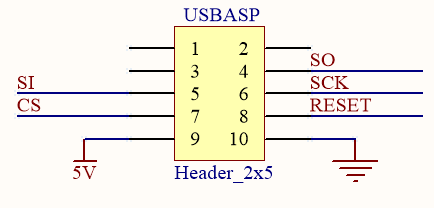 USBASP
1 2
3 4 SO
SI 5 6 SCK
CS 7 8 RESET
9 10
5V
Header_2x5